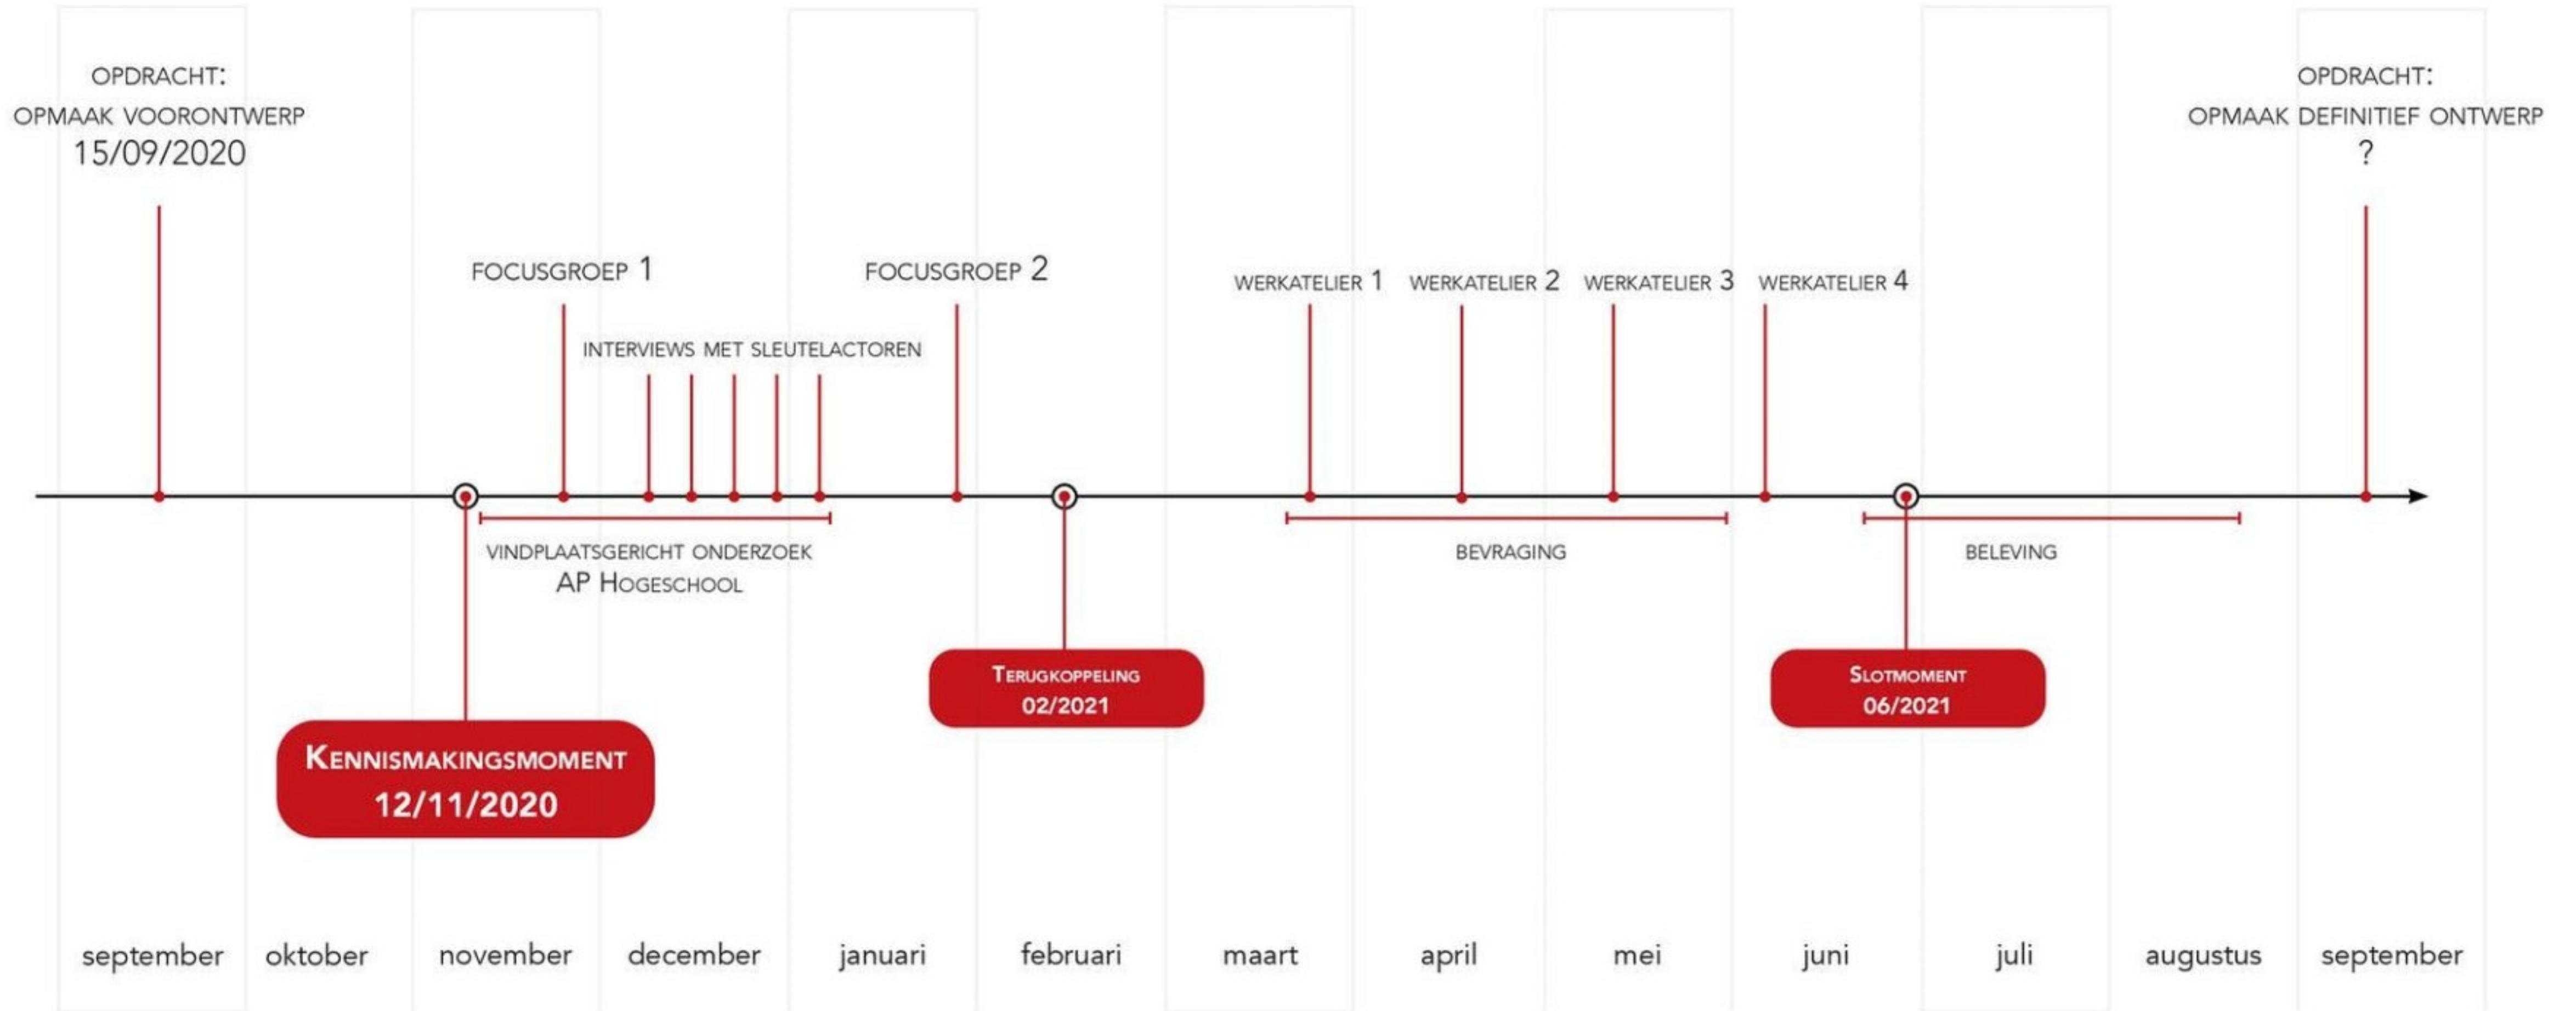 OPDRACHT:
OPMAAK VOORONTWERP
15/09/2020
OPDRACHT:
OPMAAK DEFINITIEF ONTWERP
?
FOCUSGROEP 1
FOCUSGROEP 2
WERKATELIER 1
WERKATELIER 2
WERKATELIER 3
WERKATELIER 4
INTERVIEWS MET SLEUTELACTOREN
VINDPLAATSGERICHT ONDERZOEK
AP HOGESCHOOL
BEVRAGING
BELEVING
KENNISMAKINGSMOMENT
12/11/2020
TERUGKOPPELING
02/2021
SLOTMOMENT
06/2021
september
oktober
november
december
januari
februari
maart
april
mei
juni
juli
augustus
september